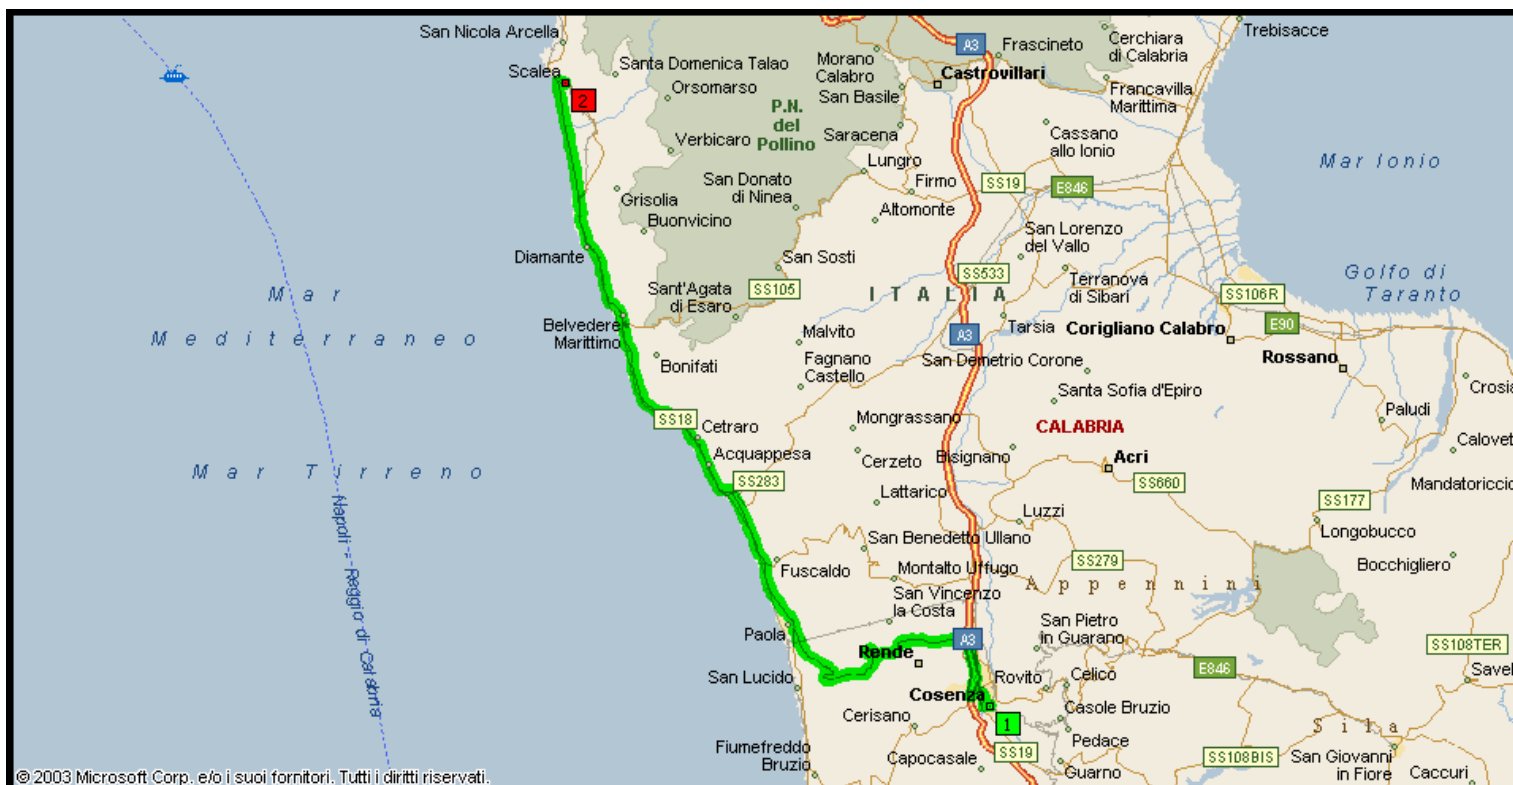 San Nicola Arcella
Scalea
2
Santa Domenica Talao
Orsomarso
Verbicaro
P.N.
del
Pollino
Morano
Calabro
San Basile
Saracena
A3
Castrovillari
Frascineto
Cerchiara
di Calabria
Trebisacce
Francavilla
Marittima
Cassano
allo Ionio
Mar Ionio
Lungro
Firmo
SS19
E846
Altomonte
San Donato
di Ninea
Grisolia
Buonvicino
Diamante
San Sosti
SS105
Sant'Agata
di Esaro
San Lorenzo
del Vallo
SS533
Terranova
di Sibari
ITALIA
Golfo di
Taranto
SS106R
E90
Corigliano Calabro
Rossano
Tarsia
A3
San Demetrio Corone
Malvito
Fagnano
Castello
Belvedere
Marittimo
Bonifati
Mar
Mediterraneo
Mar Tirreno
Napoli - Reggio di Calabria
SS18
Cetraro
Acquappesa
SS283
Mongrassano
Cerzeto
Lattarico
Santa Sofia d'Epiro
CALABRIA
Bisignano
Acri
SS660
Crosia
Paludi
Calovet
Mandatoriccio
SS177
Longobucco
Bocchigliero
Luzzi
San Benedetto Ullano
Fuscaldo
Montalto Uffugo
San Vincenzo
la Costa
SS279
Appennini
San Pietro
in Guarano
Paola
A3
Rende
San Lucido
Cosenza
1
Rovito
Celico
E846
SS108TER
Savel
Cerisano
Casole Bruzio
Pedace
Sila
Fiumefreddo
Bruzio
Capocasale
SS19
Guarno
SS108BIS
San Giovanni
in Fiore
Caccuri
© 2003 Microsoft Corp. e/o i suoi fornitori. Tutti i diritti riservati.